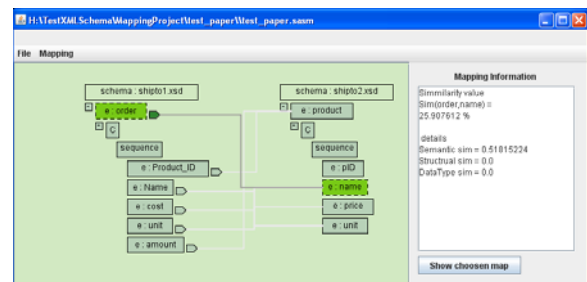 H:\TestXMLSchema\MappingProject\test_paper\test_paper.sasm
File Mapping
schema : shipto1.xsd
schema : shipto2.xsd
e : order
e : product
C
C
sequence
sequence
e : Product_ID
e : pID
e : Name
e : name
e : cost
e : price
e : unit
e : unit
e : amount
Mapping Information
Simmilarity value
Sim(order,name) =
25.907612 %
details
Semantic sim = 0.51815224
Structrual sim = 0.0
DataType sim = 0.0
Show choosen map